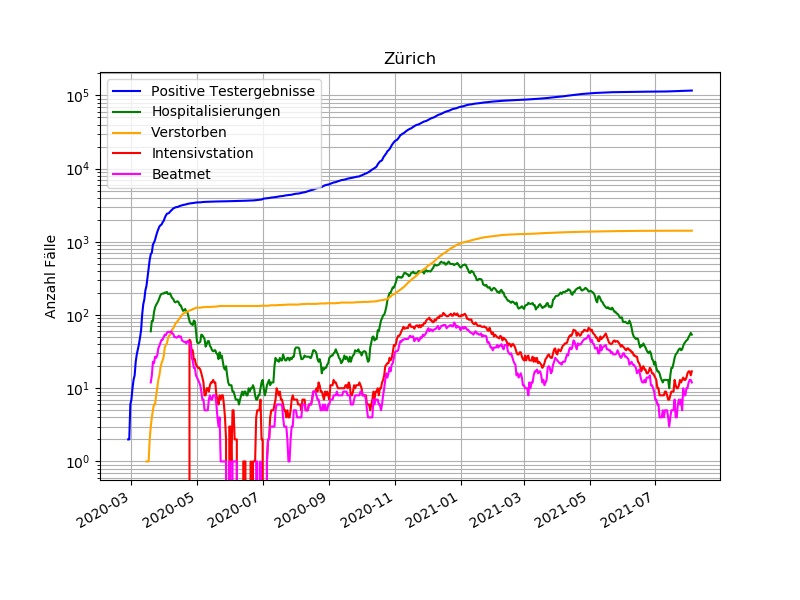 Zürich
Anzahl Fälle
Positive Testergebnisse
Hospitalisierungen
Verstorben
Intensivstation
Beatmet
10^5
10^4
10^3
10^2
10^1
10^0
2020-03 2020-05 2020-07 2020-09 2020-11 2021-01 2021-03 2021-05 2021-07